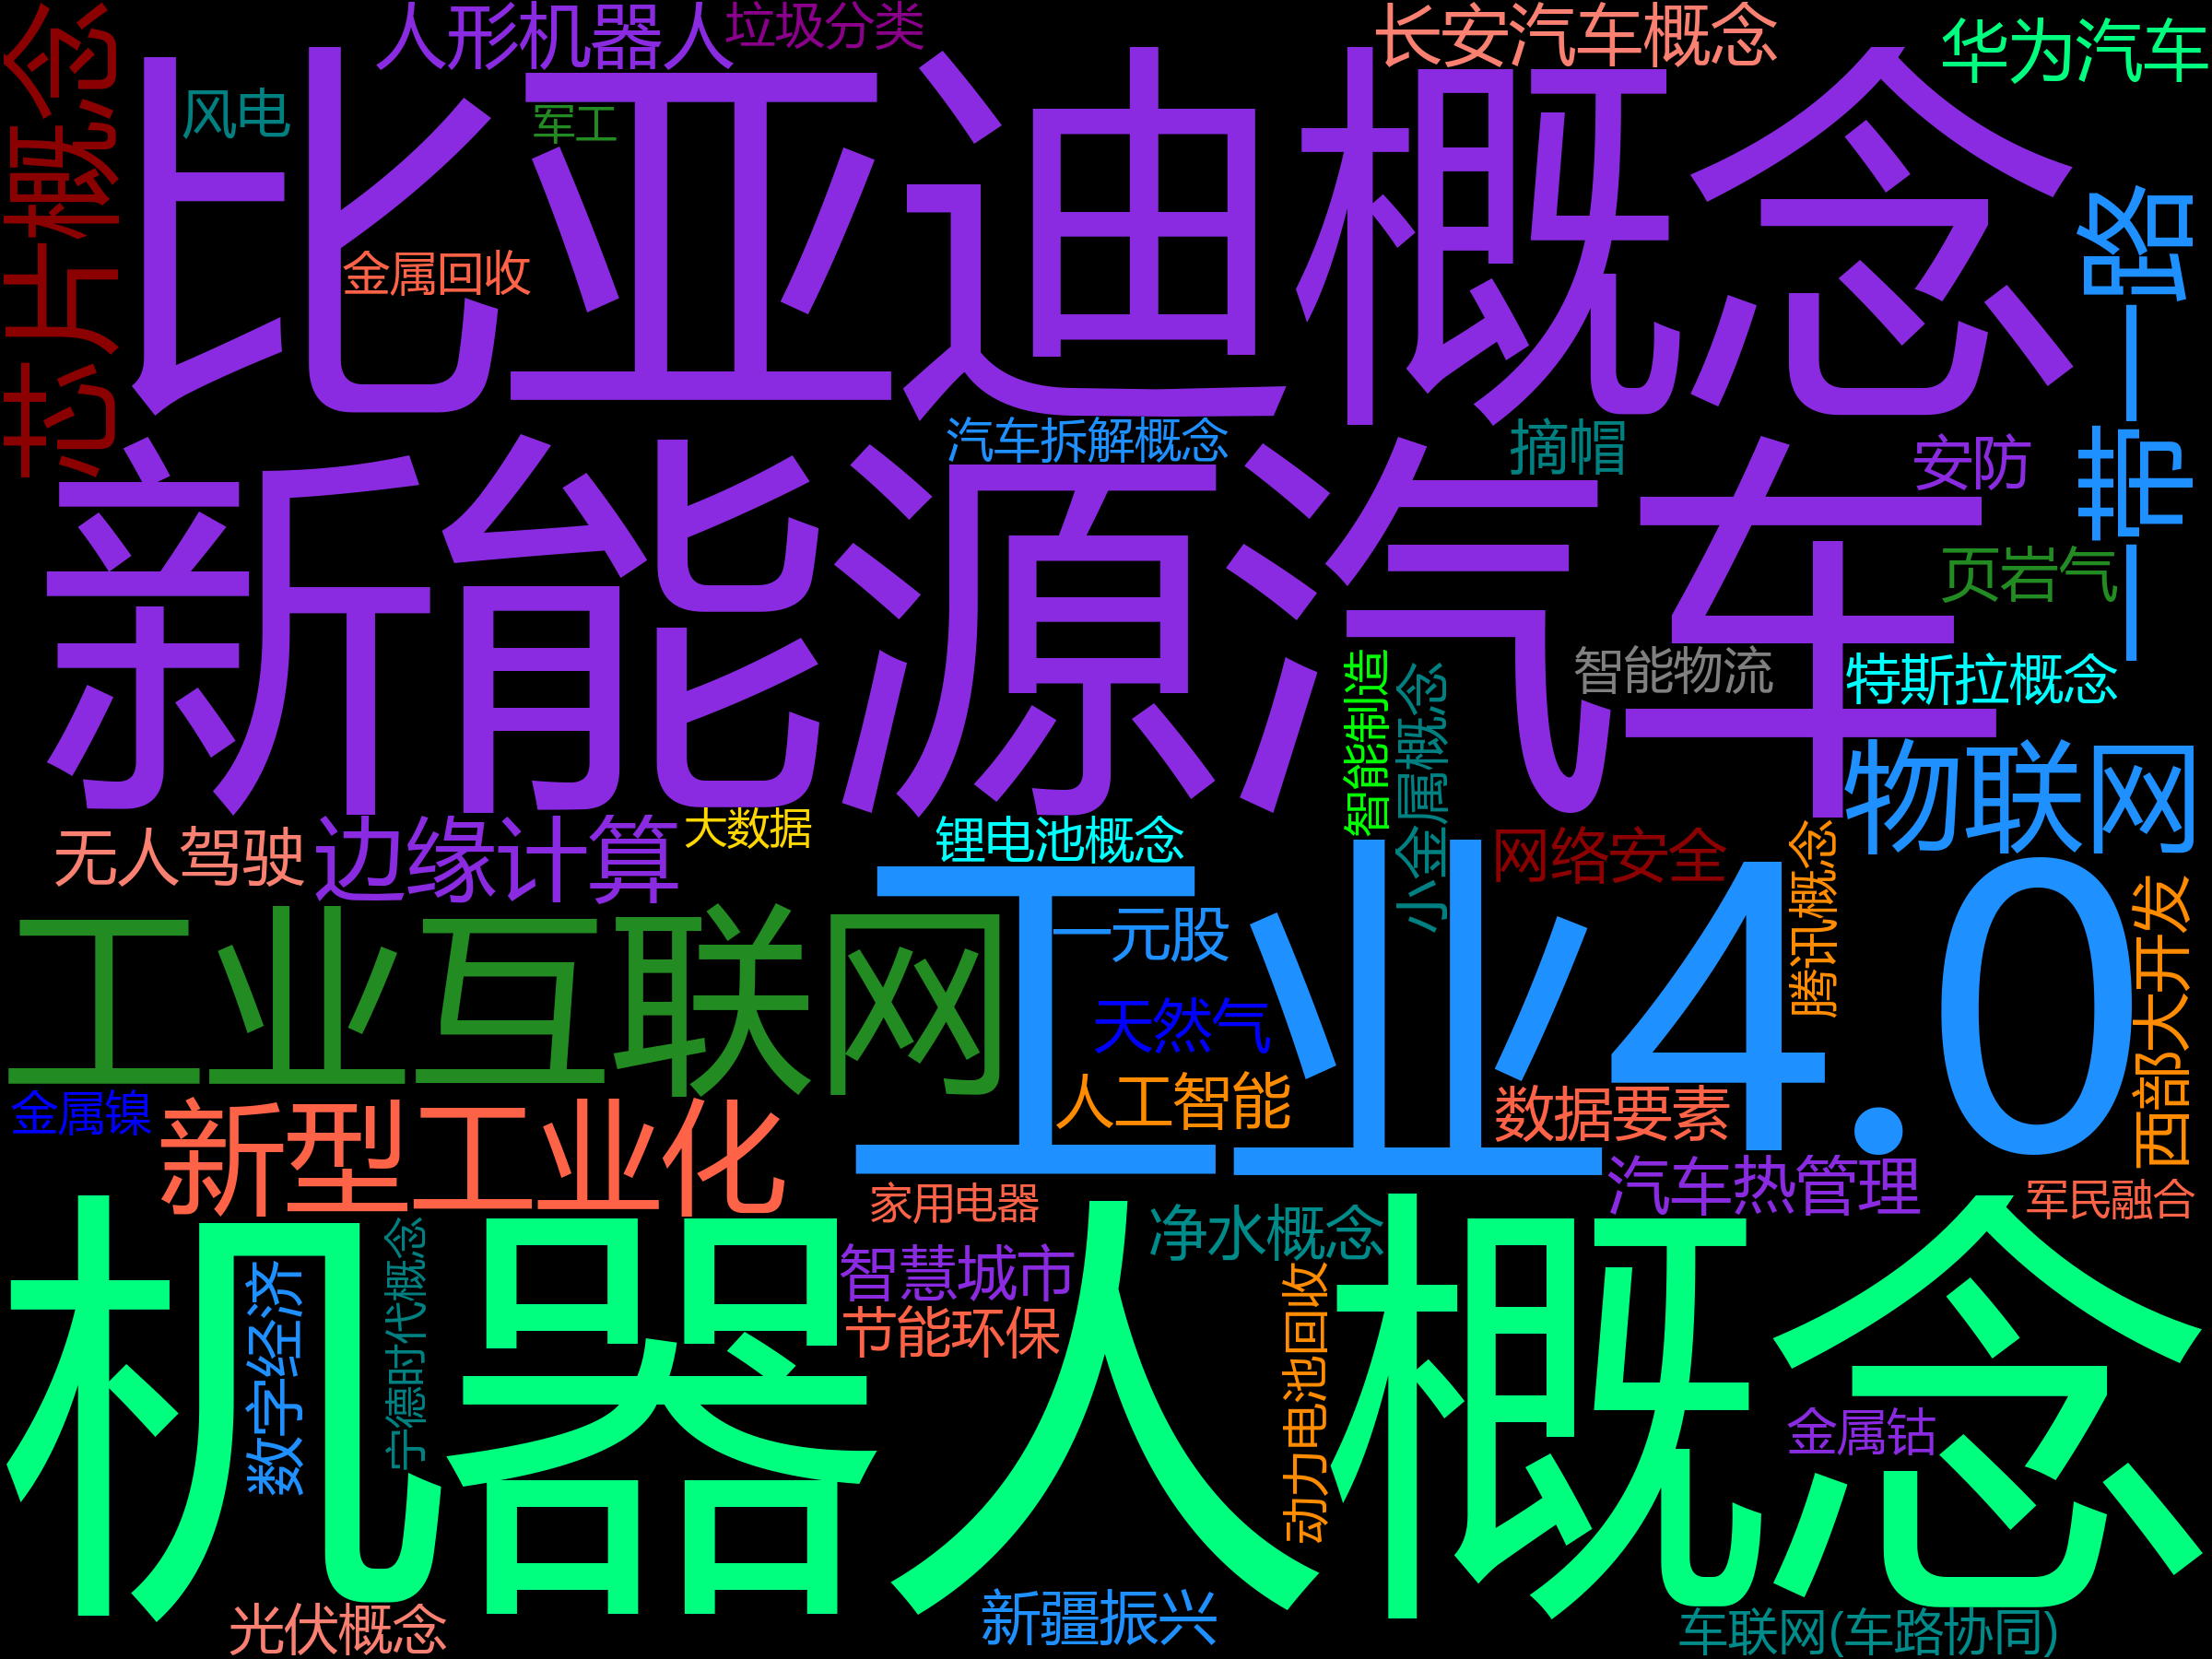 人形机器人
垃圾分类
长安汽车概念
华为汽车
芯片概念
风电
军工
比亚迪概念
金属回收
一带一路
汽车拆解概念
摘帽
安防
新能源汽车
页岩气
智能物流
特斯拉概念
智能制造
小金属概念
物联网
无人驾驶
边缘计算
大数据
锂电池概念
网络安全
腾讯概念
工业互联网
一元股
工业4.0
西部大开发
天然气
人工智能
金属镍
新型工业化
数据要素
汽车热管理
家用电器
净水概念
军民融合
机器人概念
数字经济
宁德时代概念
智慧城市
节能环保
动力电池回收
金属钴
光伏概念
新疆振兴
车联网(车路协同)